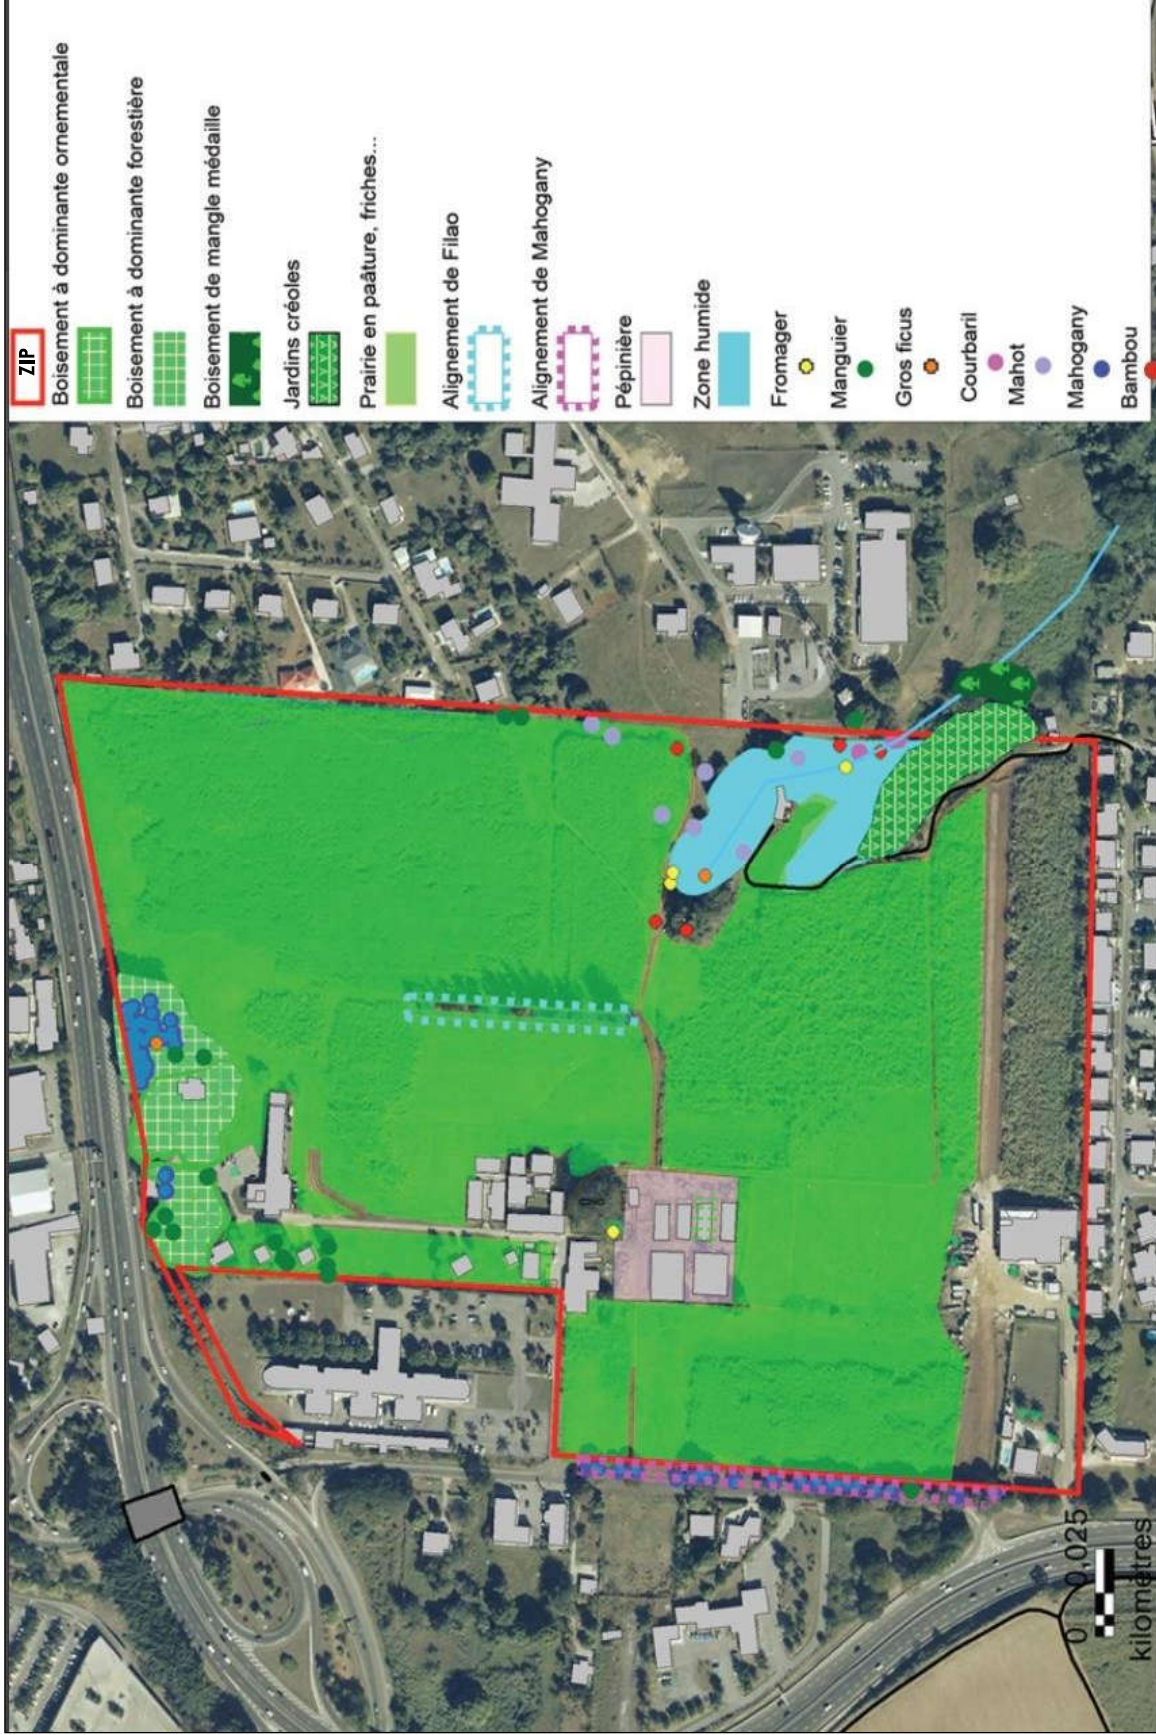 ZIP
Boisement à dominante ornementale
Boisement à dominante forestière
Boisement de mangle médaille
Jardins créoles
Prairie en paâture, friches...
Alignement de Filao
Alignement de Mahogany
Pépinière
Zone humide
Fromager
Manguier
Gros ficus
Courbaril
Mahot
Mahogany
Bambou
0 0,025
kilomètres